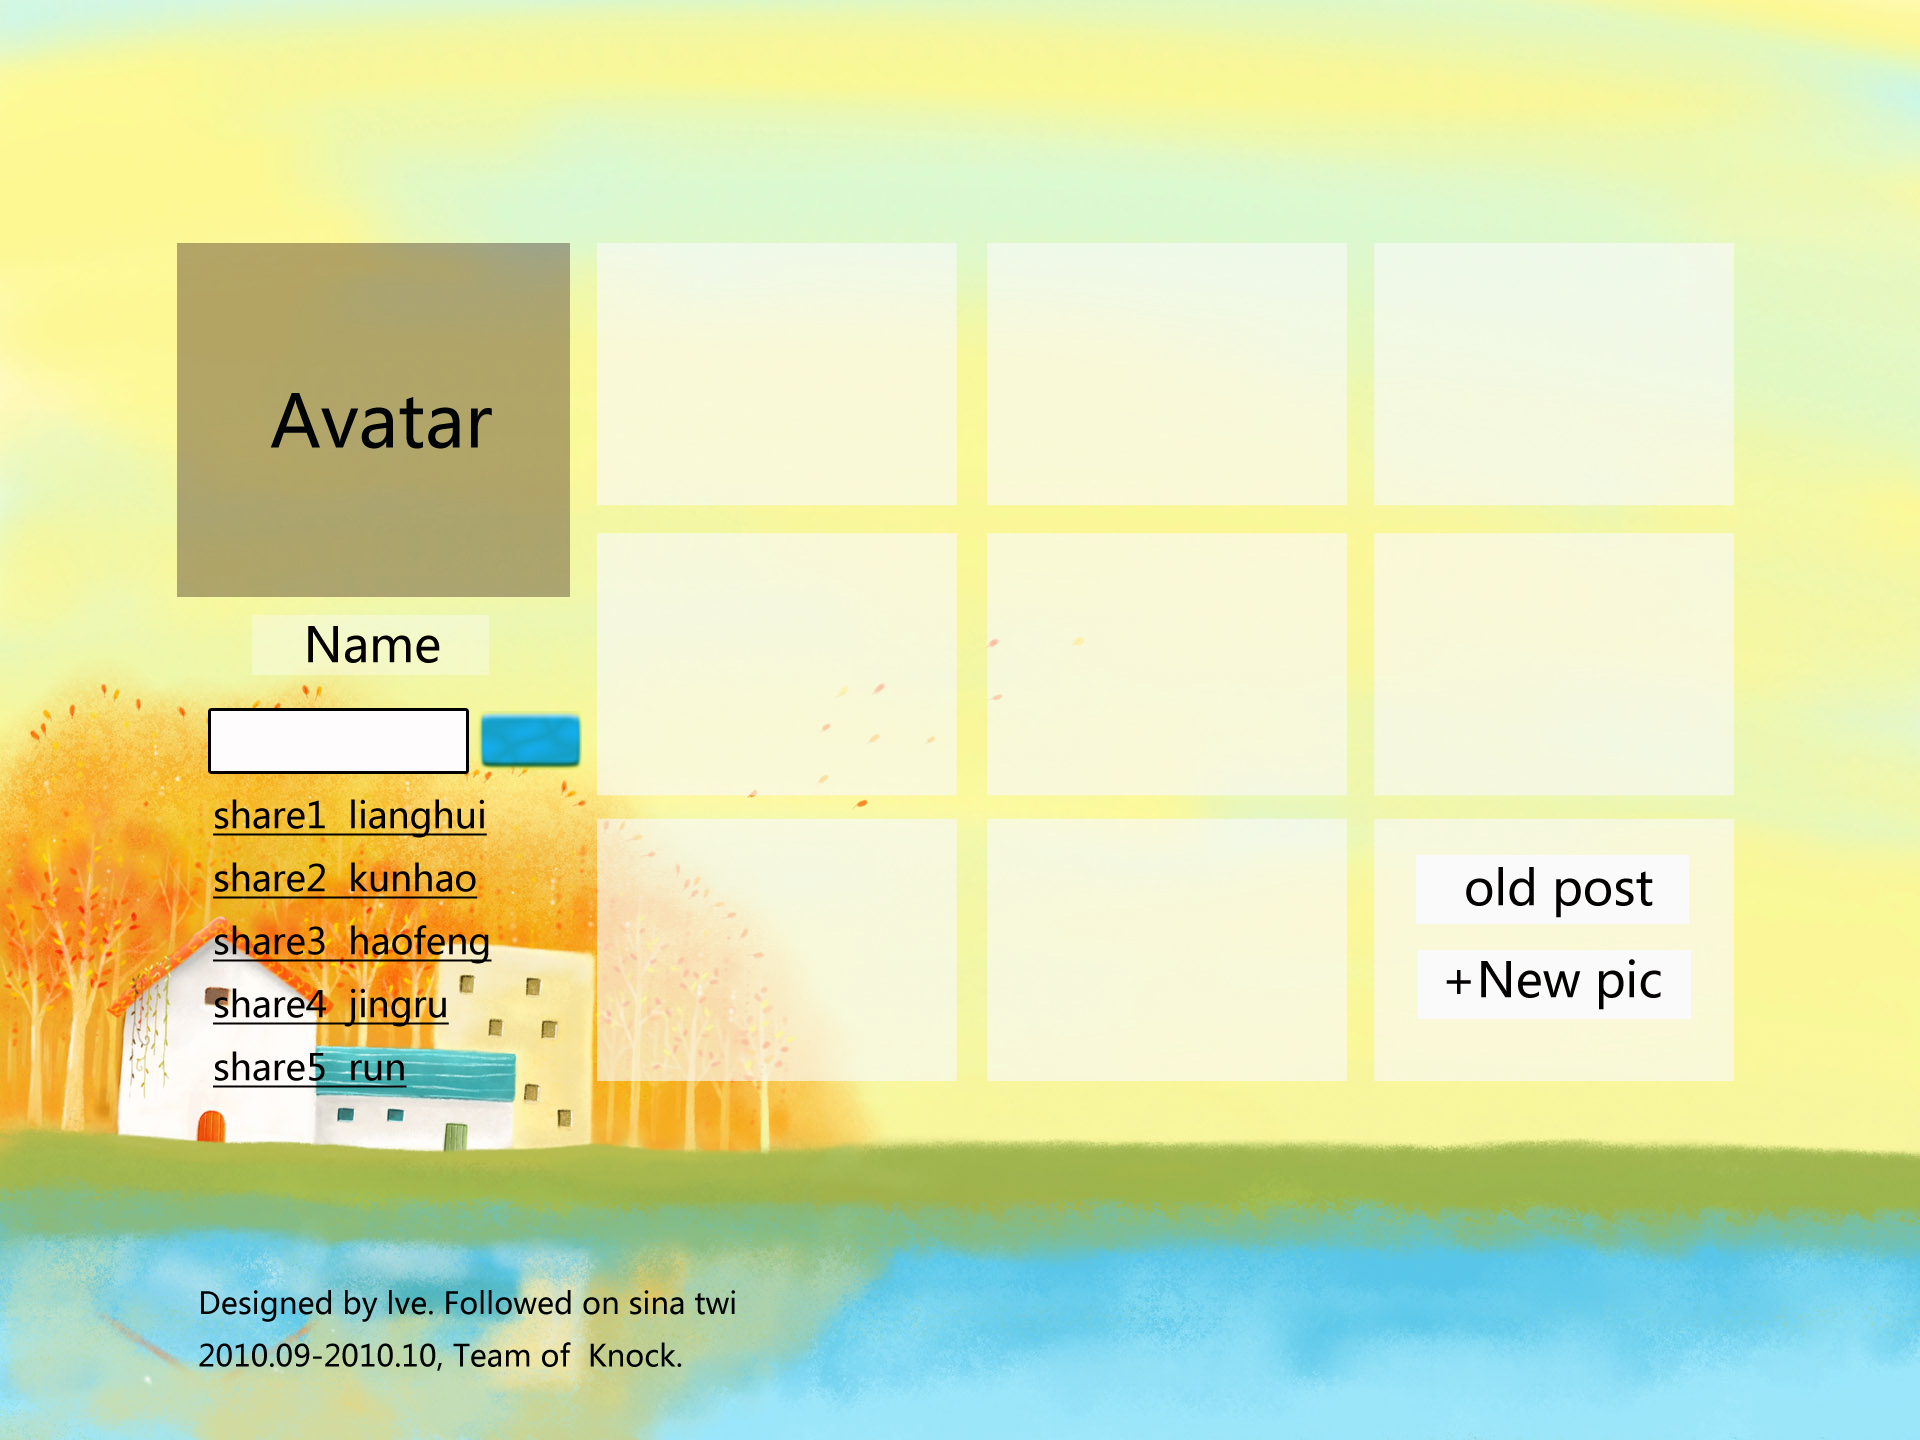 Avatar
Name
share1 lianghui
share2 kunhao
share3 haofeng
share4 jingru
share5 run
old post
+New pic
Designed by lve. Followed on sina twi
2010.09-2010.10, Team of Knock.